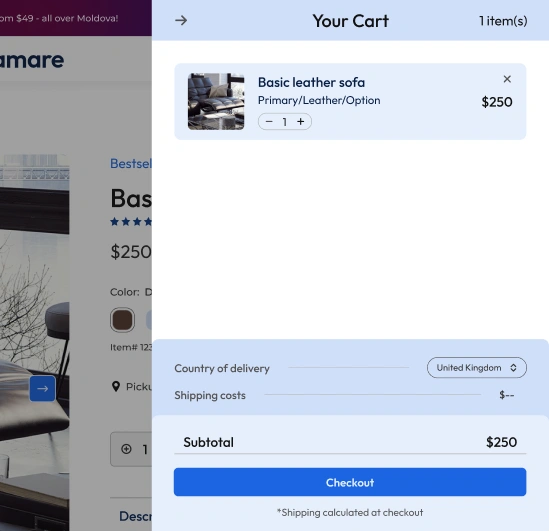 om $49 - all over Moldova!
amare
Your Cart
1 item(s)
Basic leather sofa
Primary/Leather/Option
1
$250
Bestsel
Bas
$250
Color: D
Item# 123
Picku
1
Descr
Country of delivery
United Kingdom
Shipping costs
$--
Subtotal
$250
Checkout
*Shipping calculated at checkout